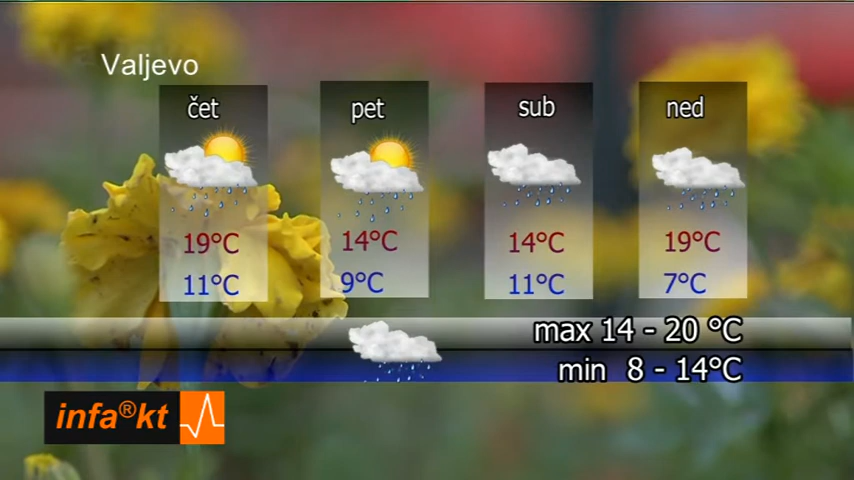 Valjevo
čet
19°C
11°C
pet
14°C
9°C
sub
14°C
11°C
ned
19°C
7°C
max 14 - 20 °C
min 8 - 14°C
infa®kt